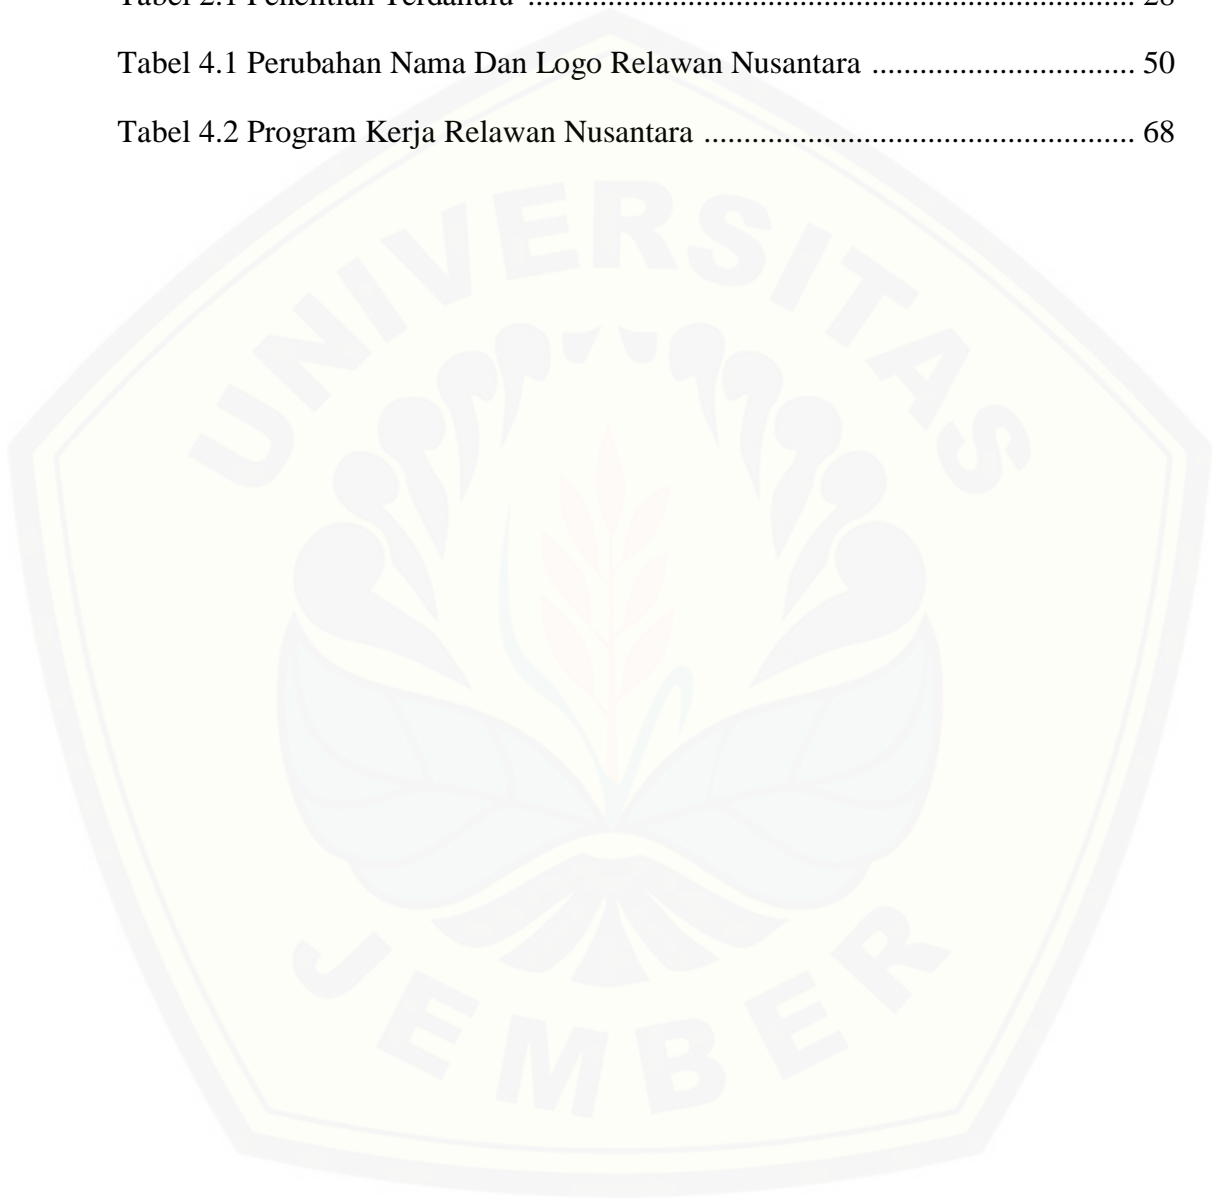 Tabel 2.1 Penelitian Terdahulu .............................................................................. 28
Tabel 4.1 Perubahan Nama Dan Logo Relawan Nusantara ................................. 50
Tabel 4.2 Program Kerja Relawan Nusantara ...................................................... 68
UNIVERSITAS
JEMBER